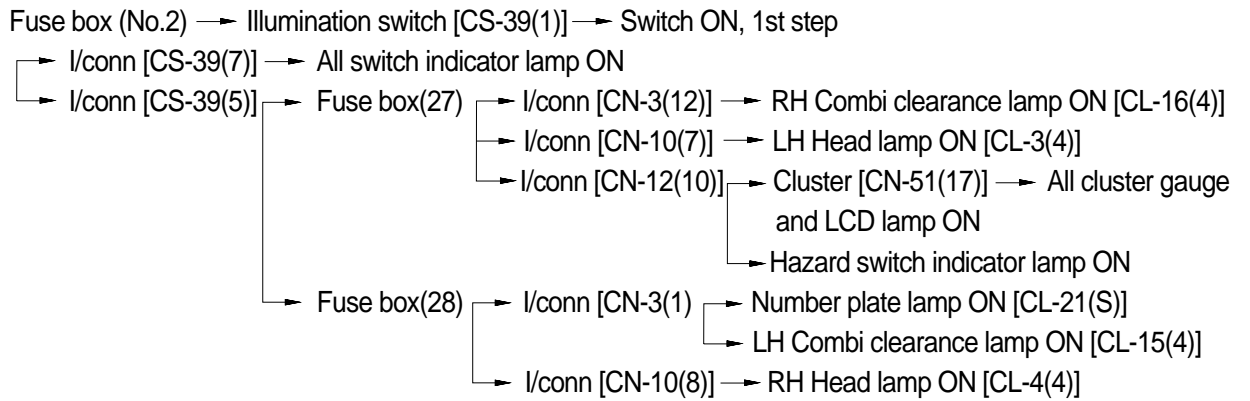 Fuse box (No.2) → Illumination switch [CS-39(1)] → Switch ON, 1st step
I/conn [CS-39(7)] → All switch indicator lamp ON
I/conn [CS-39(5)] → Fuse box(27) → I/conn [CN-3(12)] → RH Combi clearance lamp ON [CL-16(4)]
I/conn [CN-10(7)] → LH Head lamp ON [CL-3(4)]
I/conn [CN-12(10)] → Cluster [CN-51(17)] → All cluster gauge
and LCD lamp ON
Hazard switch indicator lamp ON
Fuse box(28) → I/conn [CN-3(1) → Number plate lamp ON [CL-21(S)]
LH Combi clearance lamp ON [CL-15(4)]
I/conn [CN-10(8)] → RH Head lamp ON [CL-4(4)]